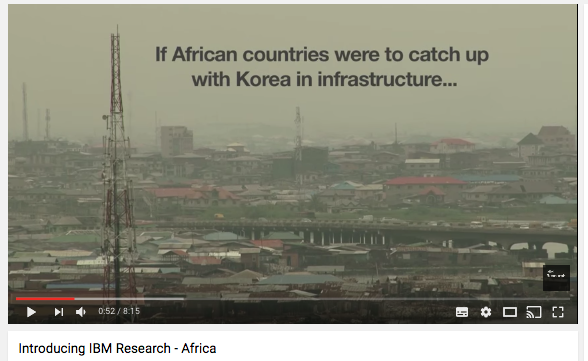 If African countries were to catch up
with Korea in infrastructure...
0:52 / 8:15
Introducing IBM Research - Africa